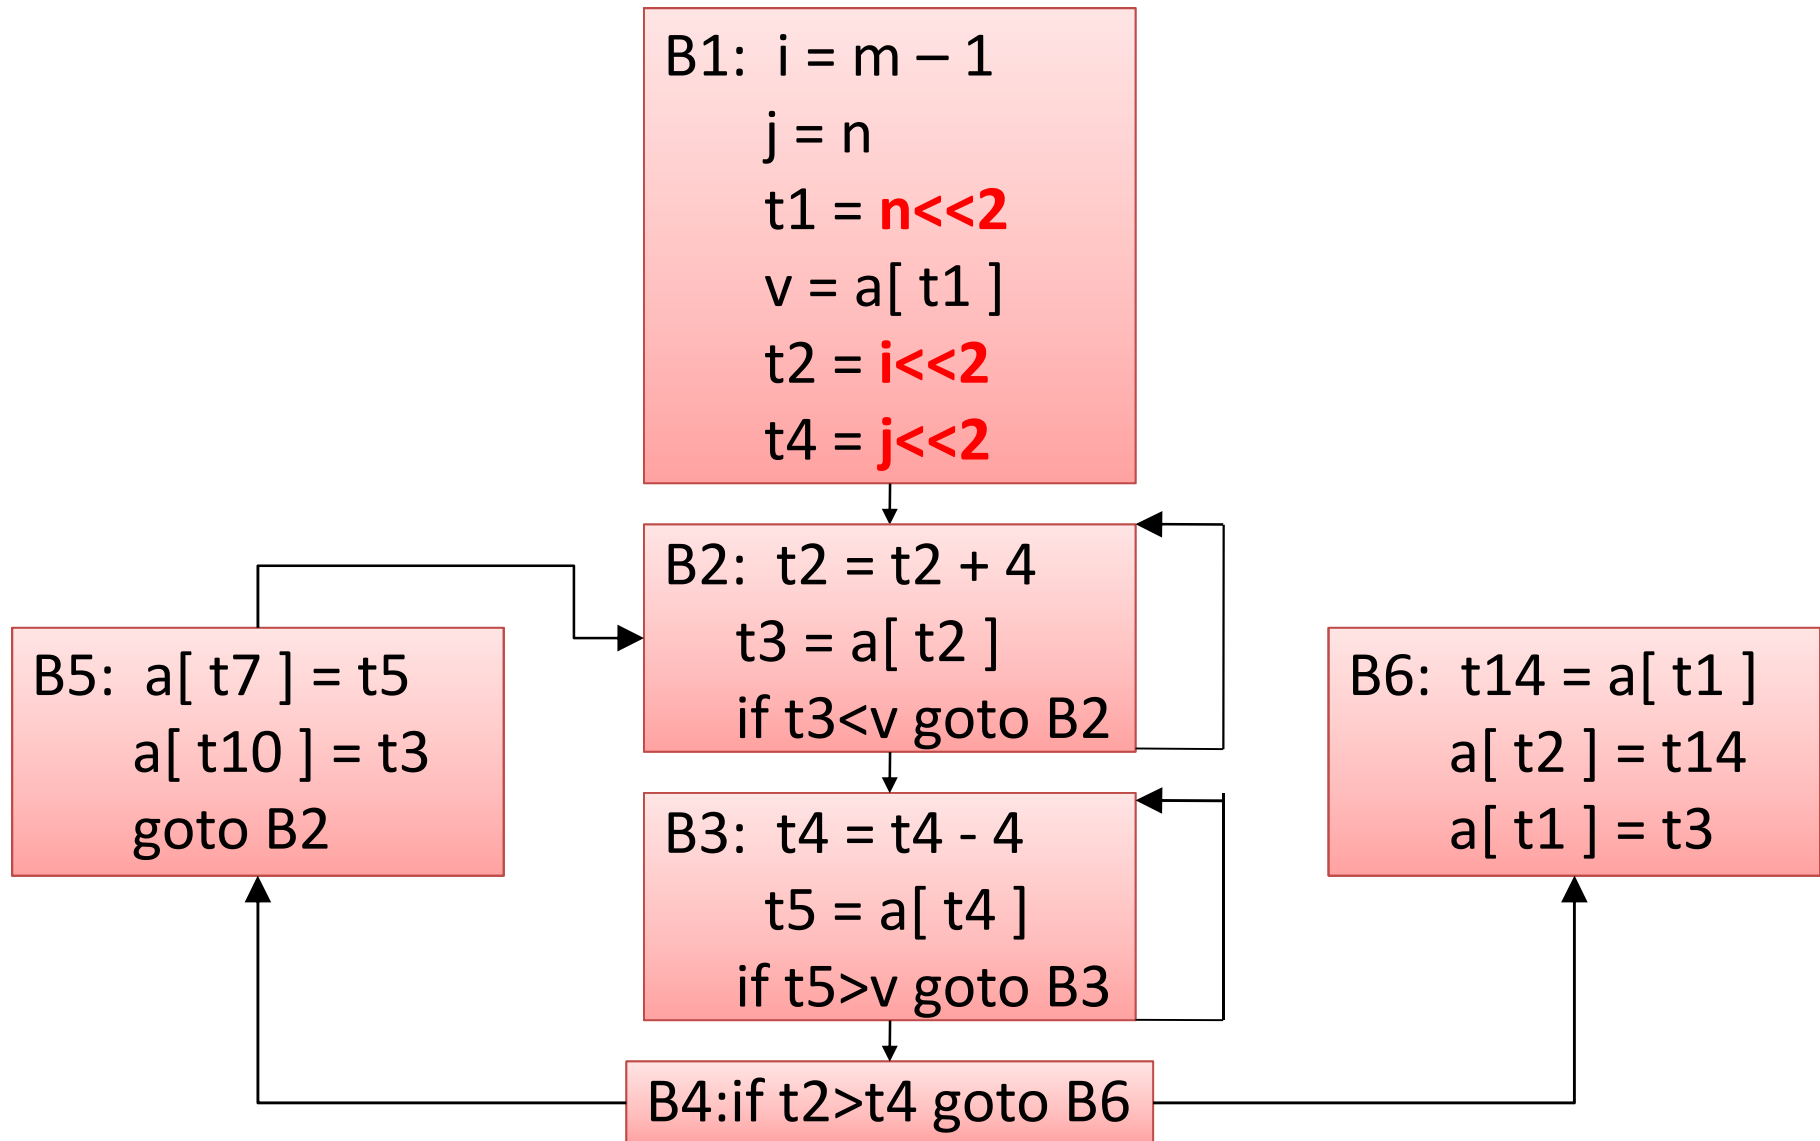 B1: i = m – 1
j = n
t1 = n<<2
v = a[ t1 ]
t2 = i<<2
t4 = j<<2
B2: t2 = t2 + 4
t3 = a[ t2 ]
if t3<v goto B2
B5: a[ t7 ] = t5
a[ t10 ] = t3
goto B2
B6: t14 = a[ t1 ]
a[ t2 ] = t14
a[ t1 ] = t3
B3: t4 = t4 - 4
t5 = a[ t4 ]
if t5>v goto B3
B4:if t2>t4 goto B6